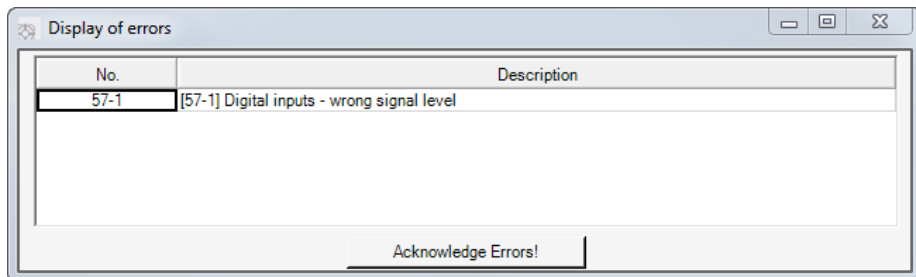 Display of errors
No. Description
57-1 [57-1] Digital inputs - wrong signal level
Acknowledge Errors!